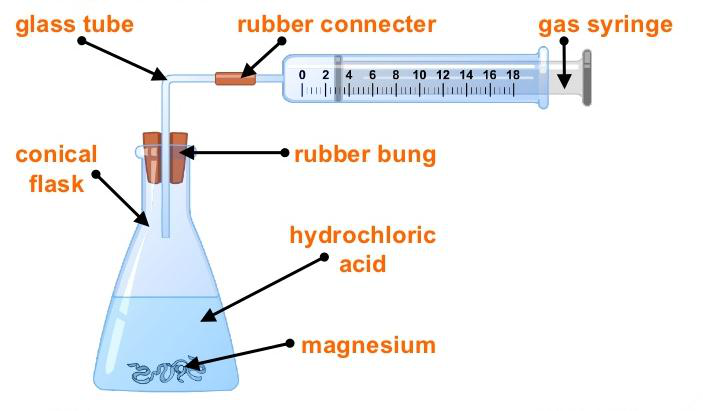 glass tube
rubber connecter
gas syringe
0 2 4 6 8 10 12 14 16 18
conical
flask
rubber bung
hydrochloric
acid
magnesium